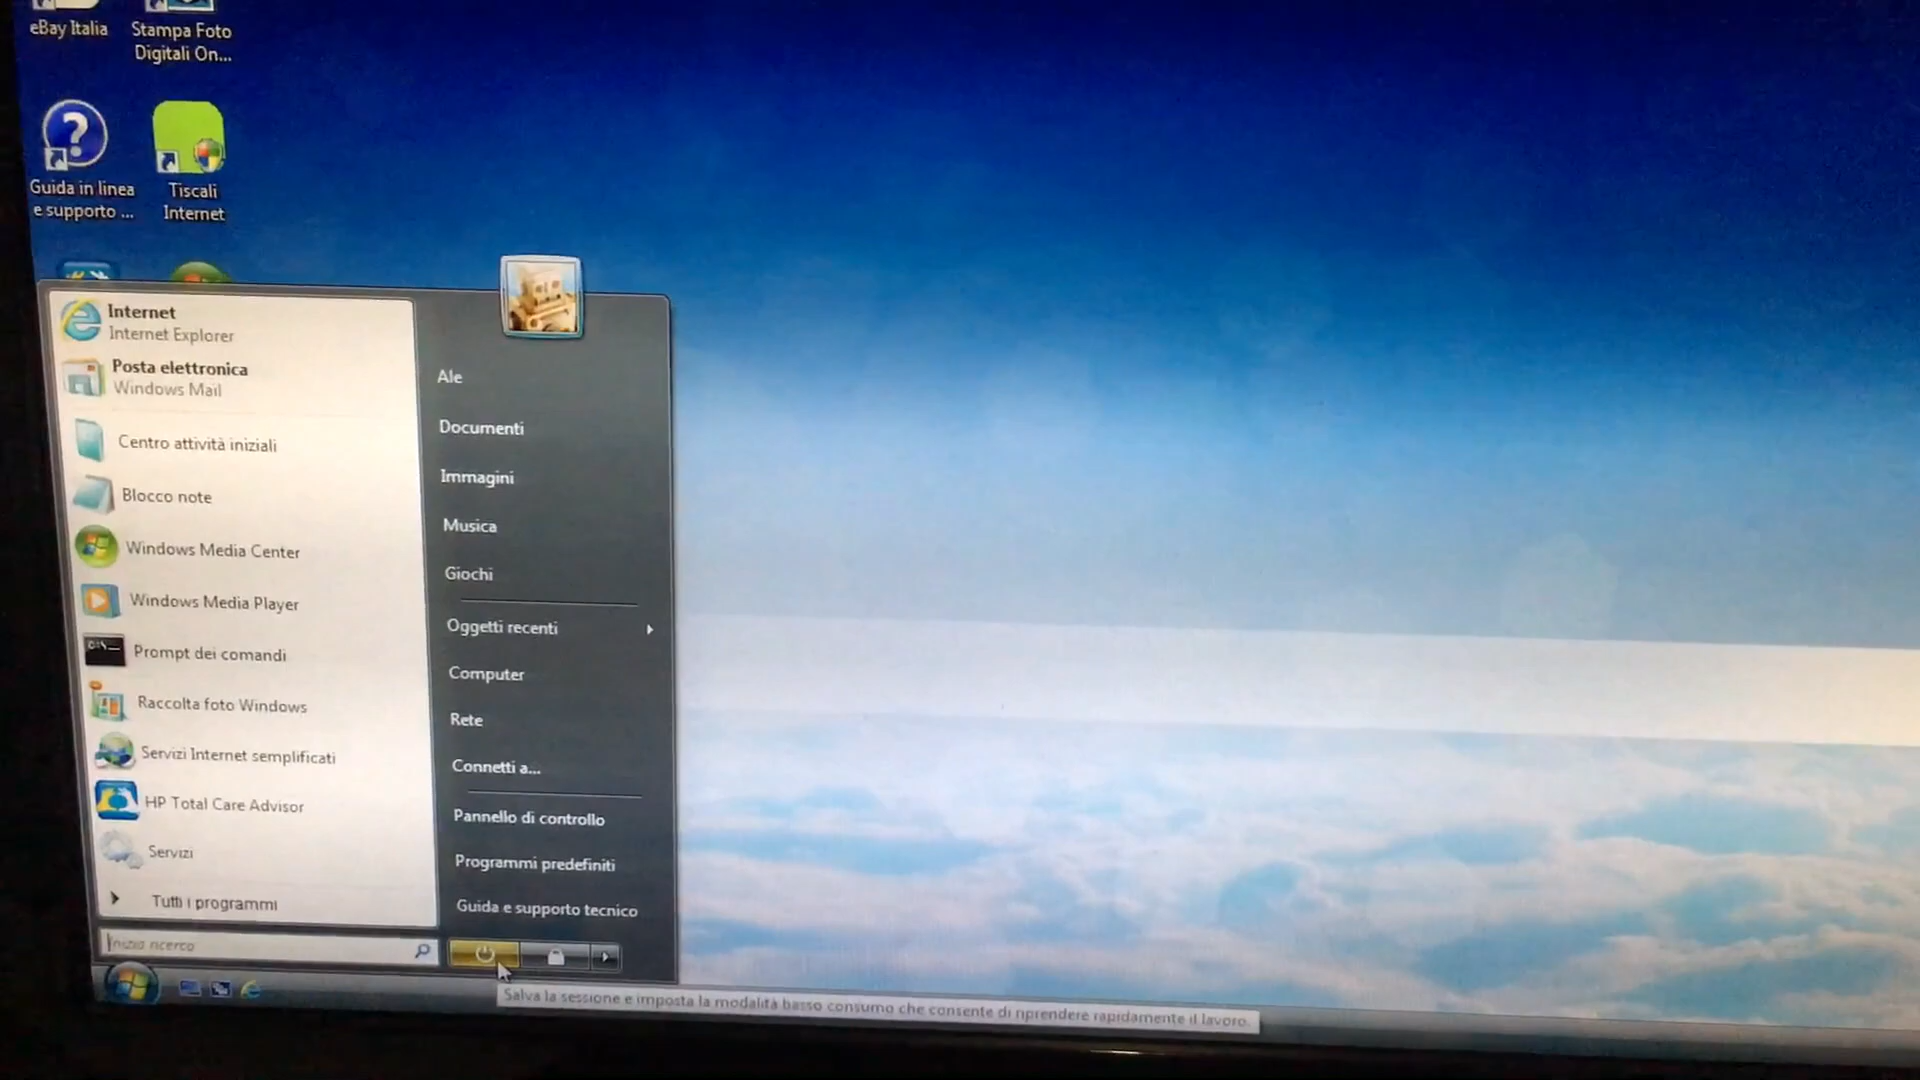 eBay Italia
Stampa Foto
Digitali On...
Guida in linea
e supporto ...
Tiscali
Internet
Internet
Internet Explorer
Posta elettronica
Windows Mail
Centro attività iniziali
Blocco note
Windows Media Center
Windows Media Player
Prompt dei comandi
Raccolta foto Windows
Servizi Internet semplificati
HP Total Care Advisor
Servizi
Tutti i programmi
Inizia ricerca
Ale
Documenti
Immagini
Musica
Giochi
Oggetti recenti
Computer
Rete
Connetti a...
Pannello di controllo
Programmi predefiniti
Guida e supporto tecnico
Salva la sessione e imposta la modalità basso consumo che consente di riprendere rapidamente il lavoro.